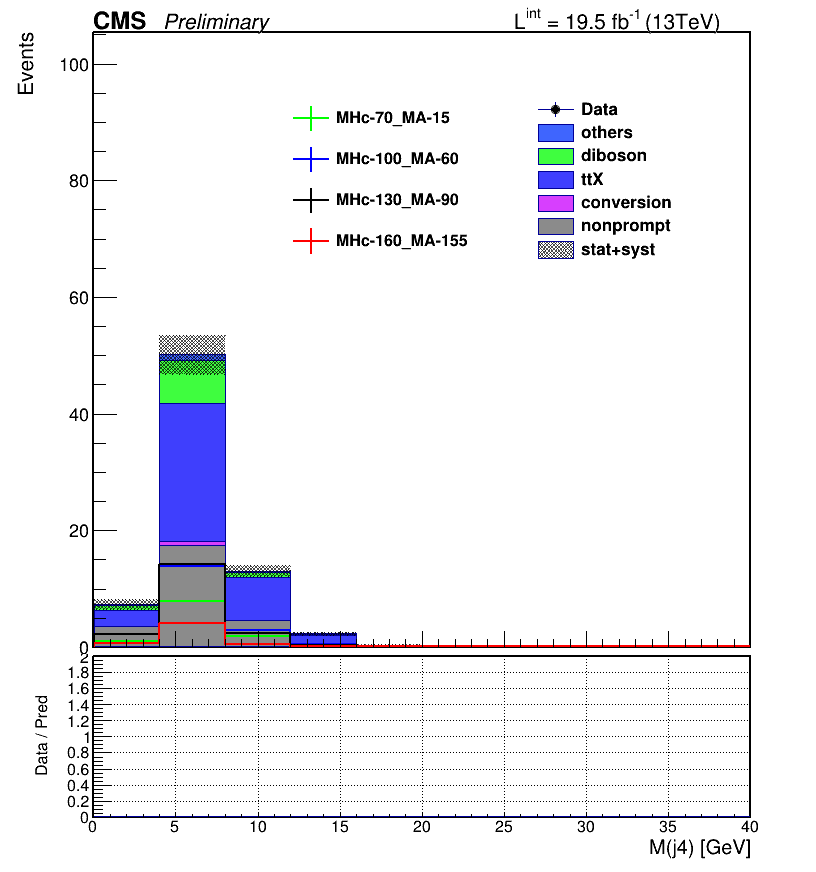 CMS Preliminary L^int = 19.5 fb^-1 (13TeV)
Events
100
80
60
40
20
0
MHc-70_MA-15
MHc-100_MA-60
MHc-130_MA-90
MHc-160_MA-155
Data
others
diboson
ttX
conversion
nonprompt
stat+syst
Data / Pred
2
1.8
1.6
1.4
1.2
1
0.8
0.6
0.4
0.2
0
0 5 10 15 20 25 30 35 40
M(j4) [GeV]